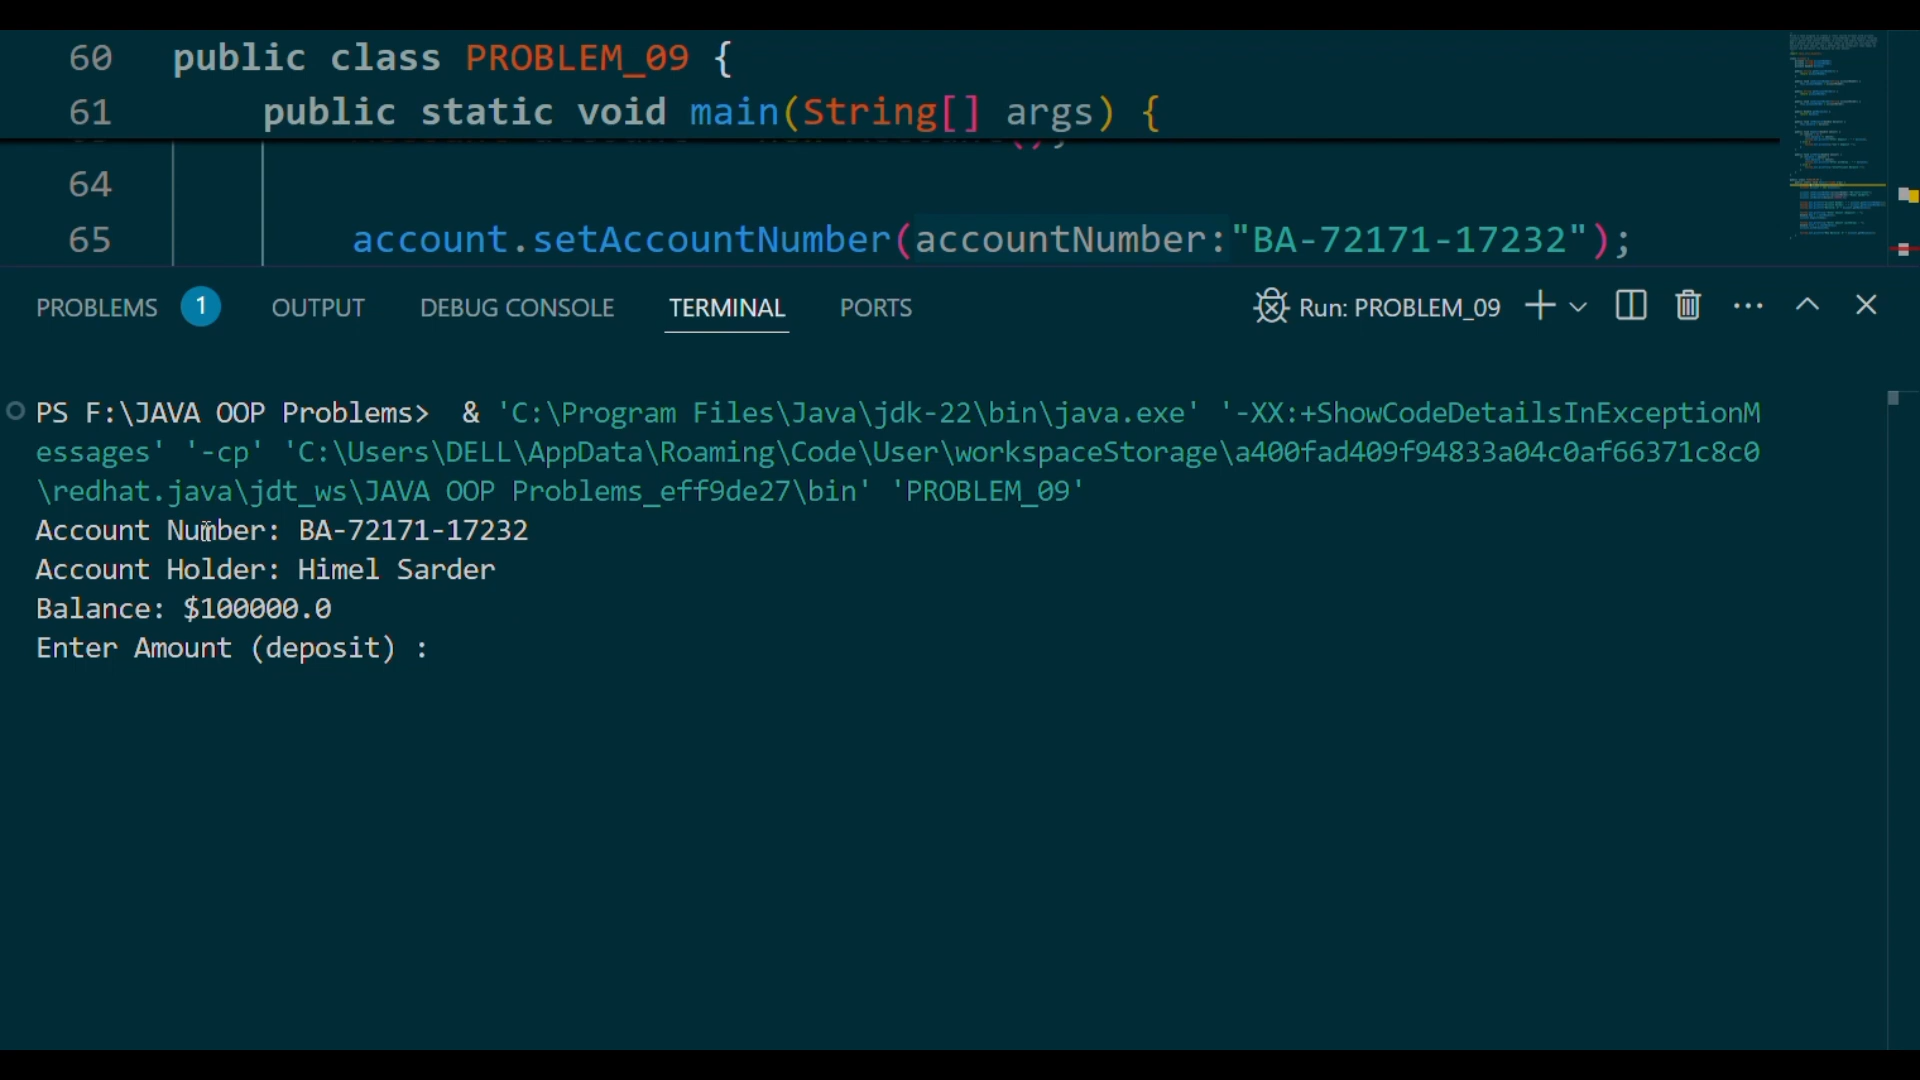 60 public class PROBLEM_09 {
61 public static void main(String[] args) {
64
65 account.setAccountNumber(accountNumber:"BA-72171-17232");
PROBLEMS 1 OUTPUT DEBUG CONSOLE TERMINAL PORTS Run: PROBLEM_09
PS F:\JAVA OOP Problems> & 'C:\Program Files\Java\jdk-22\bin\java.exe' '-XX:+ShowCodeDetailsInExceptionM
essages' '-cp' 'C:\Users\DELL\AppData\Roaming\Code\User\workspaceStorage\a400fad409f94833a04c0af66371c8c0
\redhat.java\jdt_ws\JAVA OOP Problems_eff9de27\bin' 'PROBLEM_09'
Account Number: BA-72171-17232
Account Holder: Himel Sarder
Balance: $100000.0
Enter Amount (deposit) :